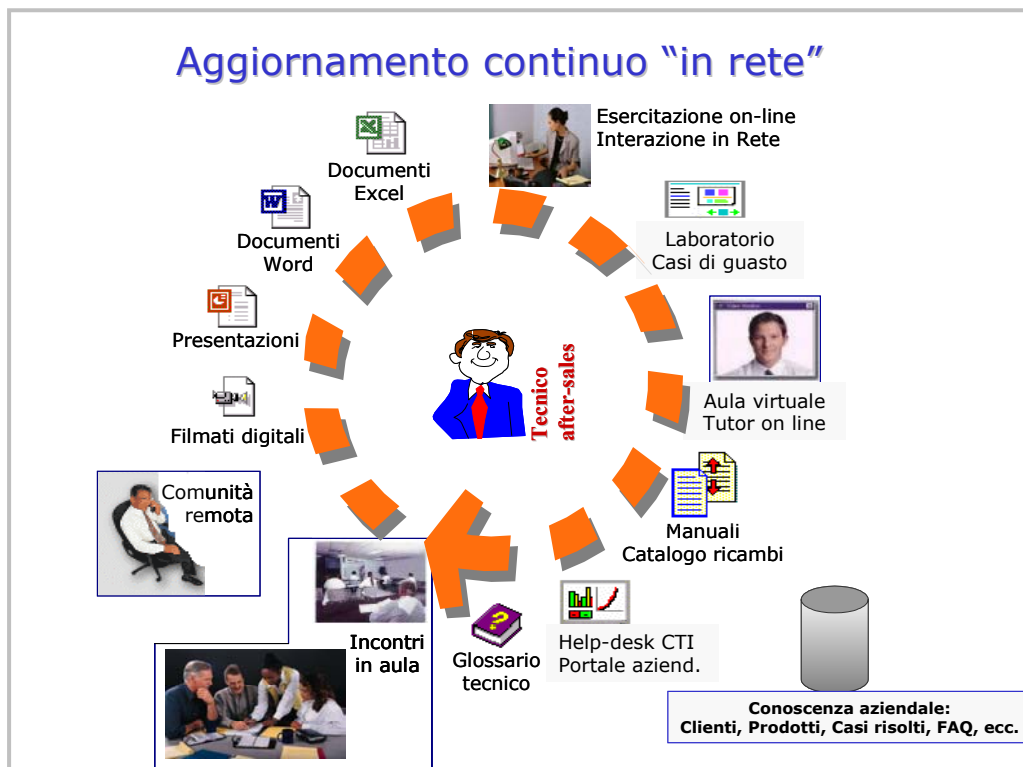 Aggiornamento continuo “in rete”
Esercitazione on-line
Interazione in Rete
Documenti
Excel
Laboratorio
Casi di guasto
Documenti
Word
Presentazioni
Tecnico
after-sales
Aula virtuale
Tutor on line
Filmati digitali
Comunità
remota
Manuali
Catalogo ricambi
Incontri
in aula
Glossario
tecnico
Help-desk CTI
Portale aziend.
Conoscenza aziendale:
Clienti, Prodotti, Casi risolti, FAQ, ecc.